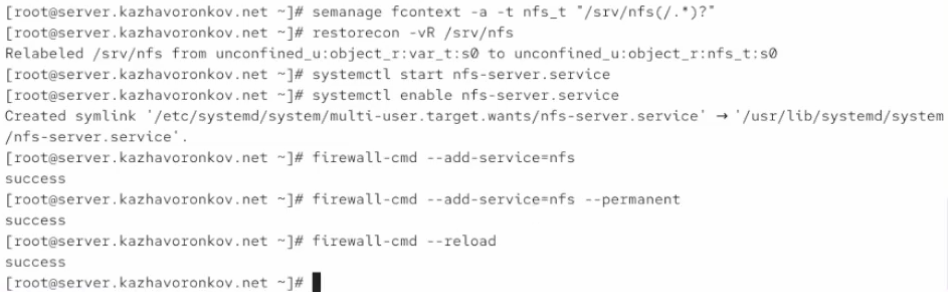 [root@server.kazhavoronkov.net ~]# semanage fcontext -a -t nfs_t "/srv/nfs(/.*)?"
[root@server.kazhavoronkov.net ~]# restorecon -vR /srv/nfs
Relabeled /srv/nfs from unconfined_u:object_r:var_t:s0 to unconfined_u:object_r:nfs_t:s0
[root@server.kazhavoronkov.net ~]# systemctl start nfs-server.service
[root@server.kazhavoronkov.net ~]# systemctl enable nfs-server.service
Created symlink '/etc/systemd/system/multi-user.target.wants/nfs-server.service' → '/usr/lib/systemd/system
/nfs-server.service'.
[root@server.kazhavoronkov.net ~]# firewall-cmd --add-service=nfs
success
[root@server.kazhavoronkov.net ~]# firewall-cmd --add-service=nfs --permanent
success
[root@server.kazhavoronkov.net ~]# firewall-cmd --reload
success
[root@server.kazhavoronkov.net ~]#